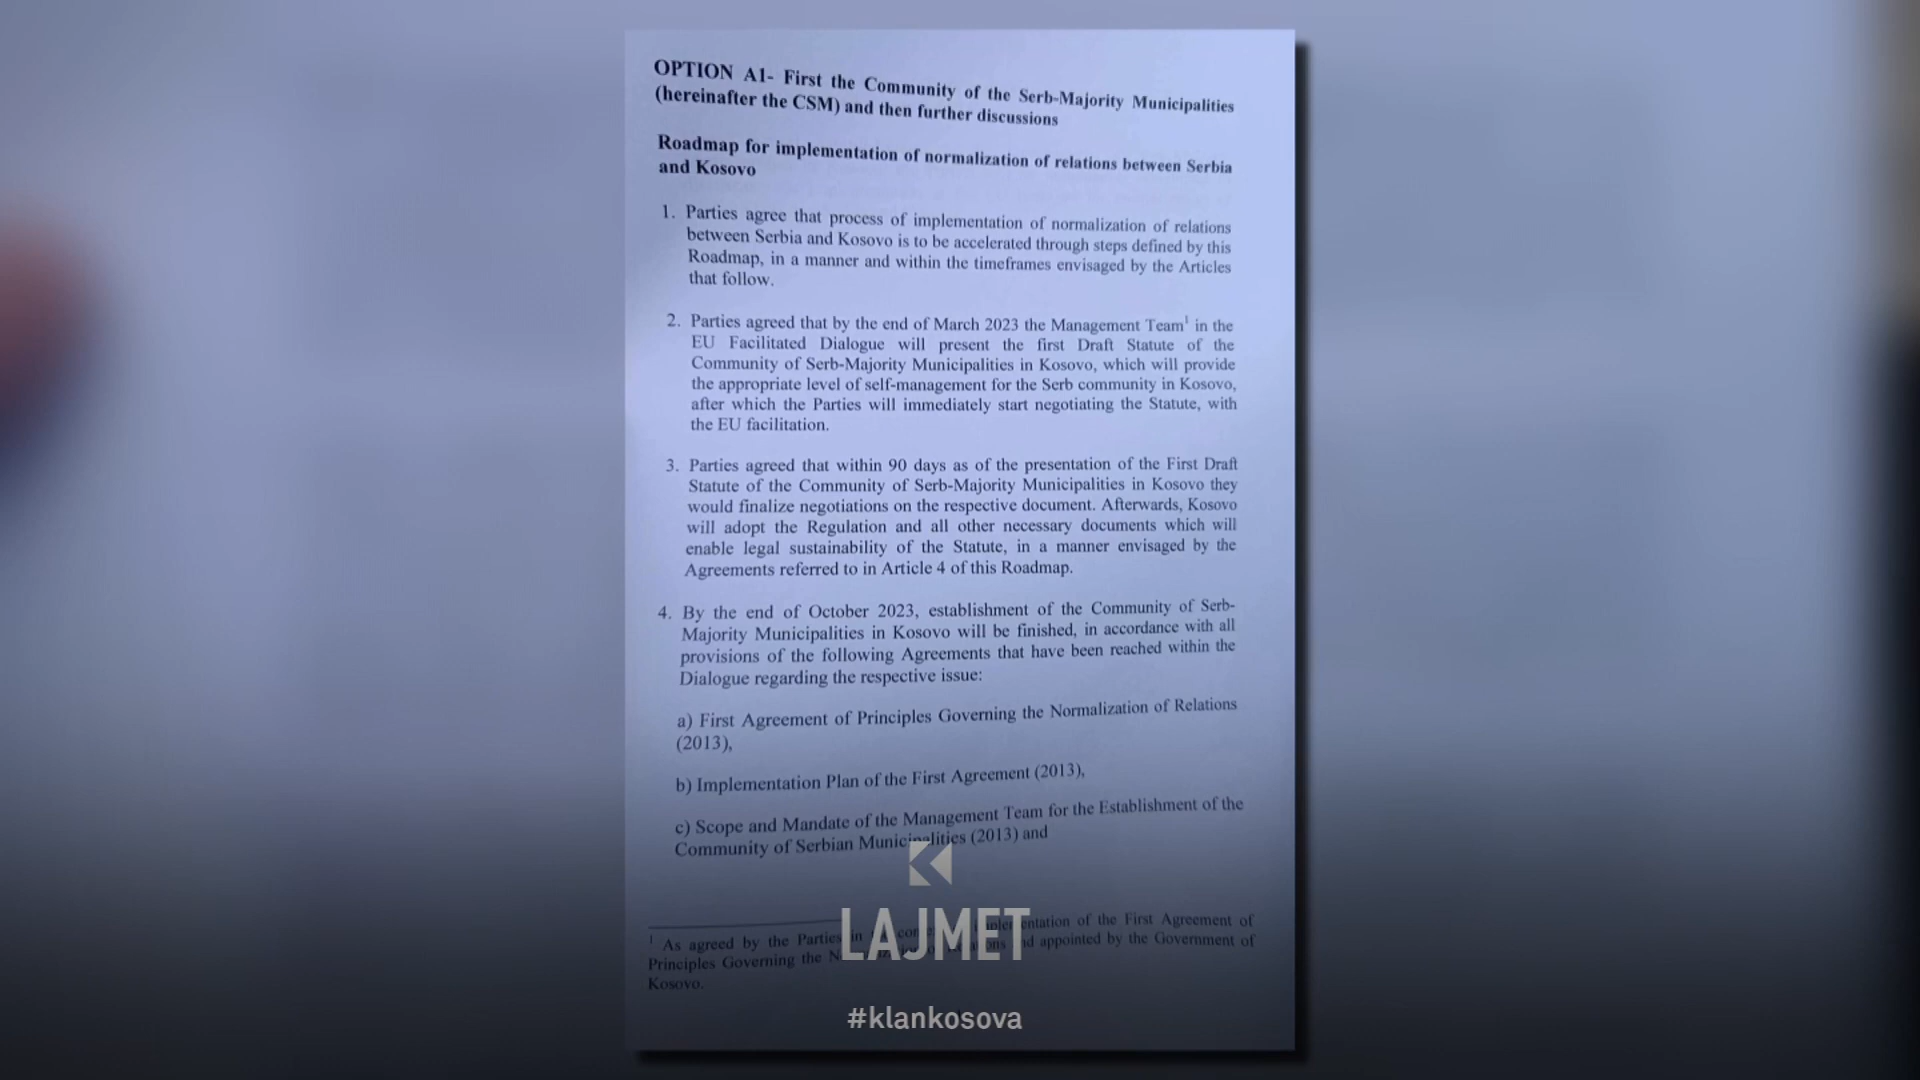 OPTION A1- First the Community of the Serb-Majority Municipalities
(hereinafter the CSM) and then further discussions
Roadmap for implementation of normalization of relations between Serbia
and Kosovo
1. Parties agree that process of implementation of normalization of relations
between Serbia and Kosovo is to be accelerated through steps defined by this
Roadmap, in a manner and within the timeframes envisaged by the Articles
that follow.
2. Parties agreed that by the end of March 2023 the Management Team¹ in the
EU Facilitated Dialogue will present the first Draft Statute of the
Community of Serb-Majority Municipalities in Kosovo, which will provide
the appropriate level of self-management for the Serb community in Kosovo,
after which the Parties will immediately start negotiating the Statute, with
the EU facilitation.
3. Parties agreed that within 90 days as of the presentation of the First Draft
Statute of the Community of Serb-Majority Municipalities in Kosovo they
would finalize negotiations on the respective document. Afterwards, Kosovo
will adopt the Regulation and all other necessary documents which will
enable legal sustainability of the Statute, in a manner envisaged by the
Agreements referred to in Article 4 of this Roadmap.
4. By the end of October 2023, establishment of the Community of Serb-
Majority Municipalities in Kosovo will be finished, in accordance with all
provisions of the following Agreements that have been reached within the
Dialogue regarding the respective issue:
a) First Agreement of Principles Governing the Normalization of Relations
(2013),
b) Implementation Plan of the First Agreement (2013),
c) Scope and Mandate of the Management Team for the Establishment of the
Community of Serbian Municipalities (2013) and
¹ As agreed by the Parties in implementation of the First Agreement of
Principles Governing the and appointed by the Government of
Kosovo.
LAJMET
#klankosova